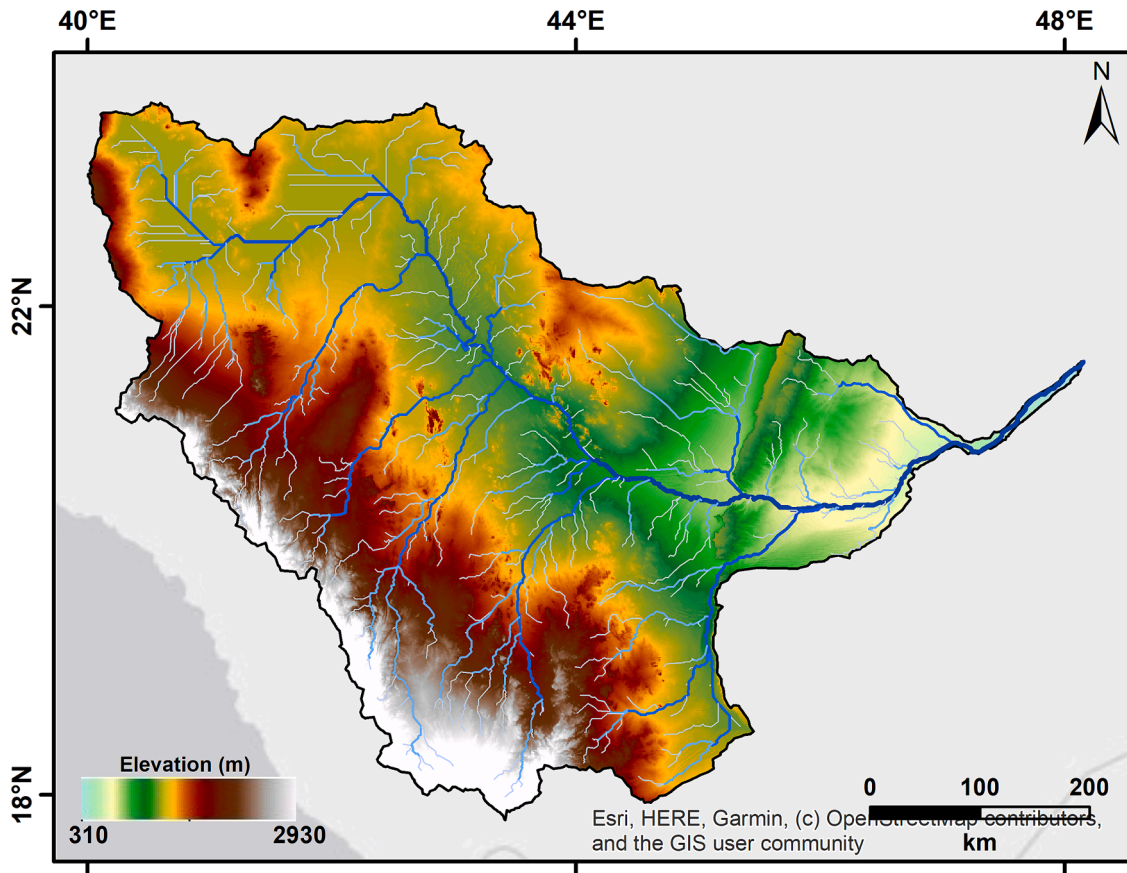 40°E 44°E 48°E
N
22°N
18°N
Elevation (m)
310 2930
0 100 200
km
Esri, HERE, Garmin, (c) OpenStreetMap contributors,
and the GIS user community